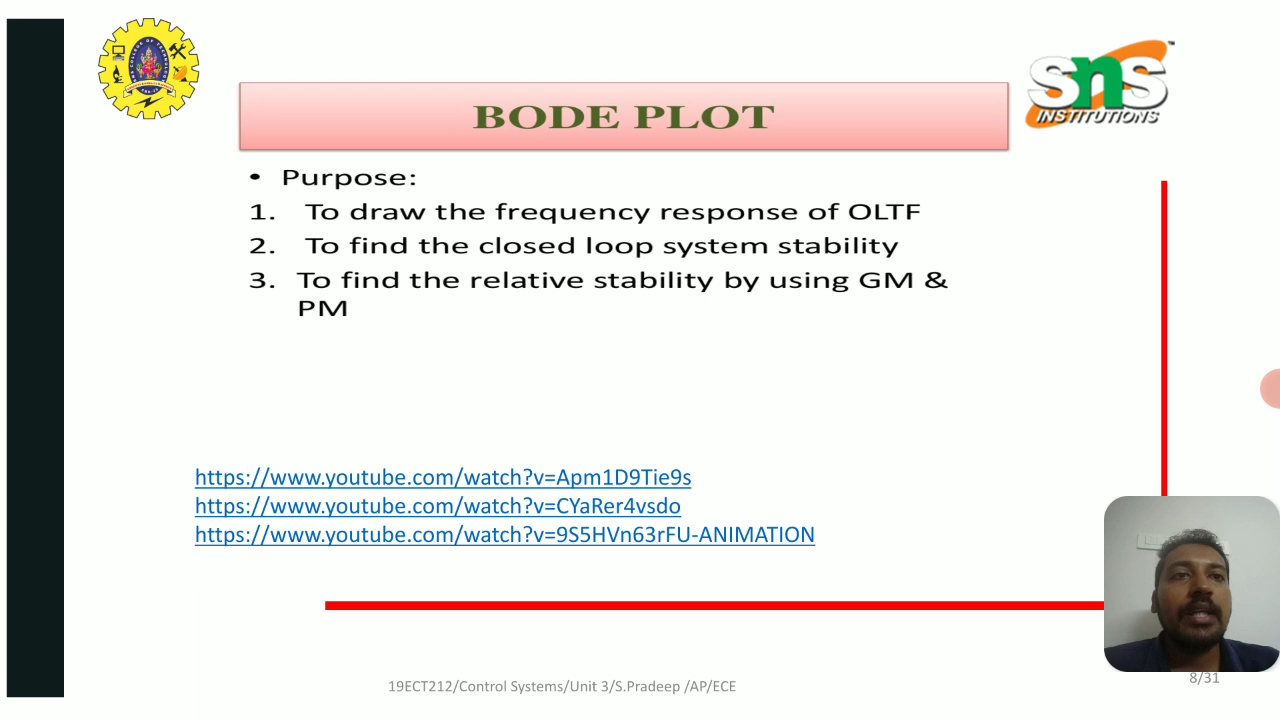 SNS
INSTITUTIONS
BODE PLOT
• Purpose:
1. To draw the frequency response of OLTF
2. To find the closed loop system stability
3. To find the relative stability by using GM &
PM
https://www.youtube.com/watch?v=Apm1D9Tie9s
https://www.youtube.com/watch?v=CYaRer4vsdo
https://www.youtube.com/watch?v=9S5HVn63rFU-ANIMATION
19ECT212/Control Systems/Unit 3/S.Pradeep /AP/ECE
8/31